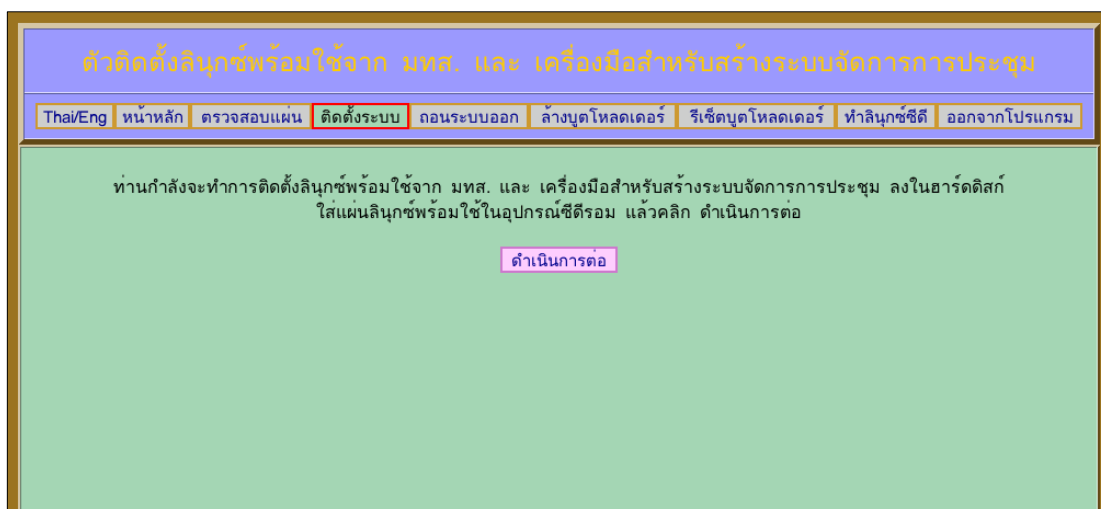 ตัวติดตั้งลินุกซ์พร้อมใช้จาก มทส. และ เครื่องมือสำหรับสร้างระบบจัดการการประชุม
Thai/Eng หน้าหลัก ตรวจสอบแผ่น ติดตั้งระบบ ถอนระบบออก ล้างบูตโหลดเดอร์ รีเซ็ตบูตโหลดเดอร์ ทำลินุกซ์ซีดี ออกจากโปรแกรม
ท่านกำลังจะทำการติดตั้งลินุกซ์พร้อมใช้จาก มทส. และ เครื่องมือสำหรับสร้างระบบจัดการการประชุม ลงในฮาร์ดดิสก์
ใส่แผ่นลินุกซ์พร้อมใช้ในอุปกรณ์ซีดีรอม แล้วคลิก ดำเนินการต่อ
ดำเนินการต่อ